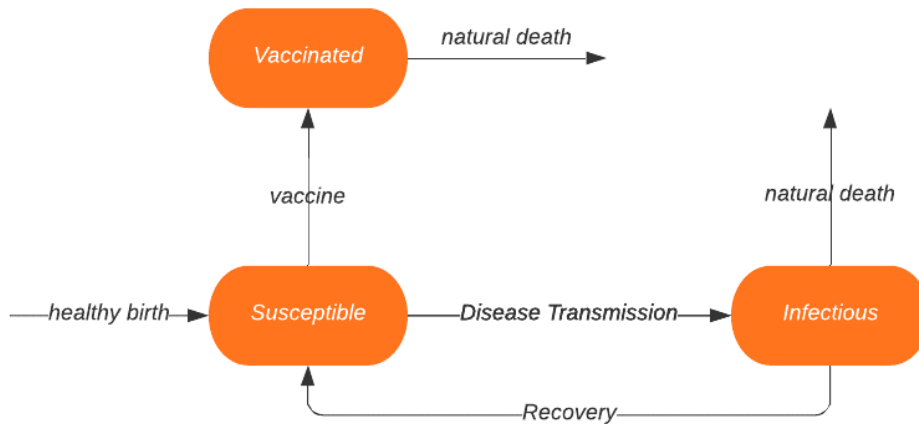 natural death
Vaccinated
vaccine
natural death
healthy birth
Susceptible
Disease Transmission
Infectious
Recovery